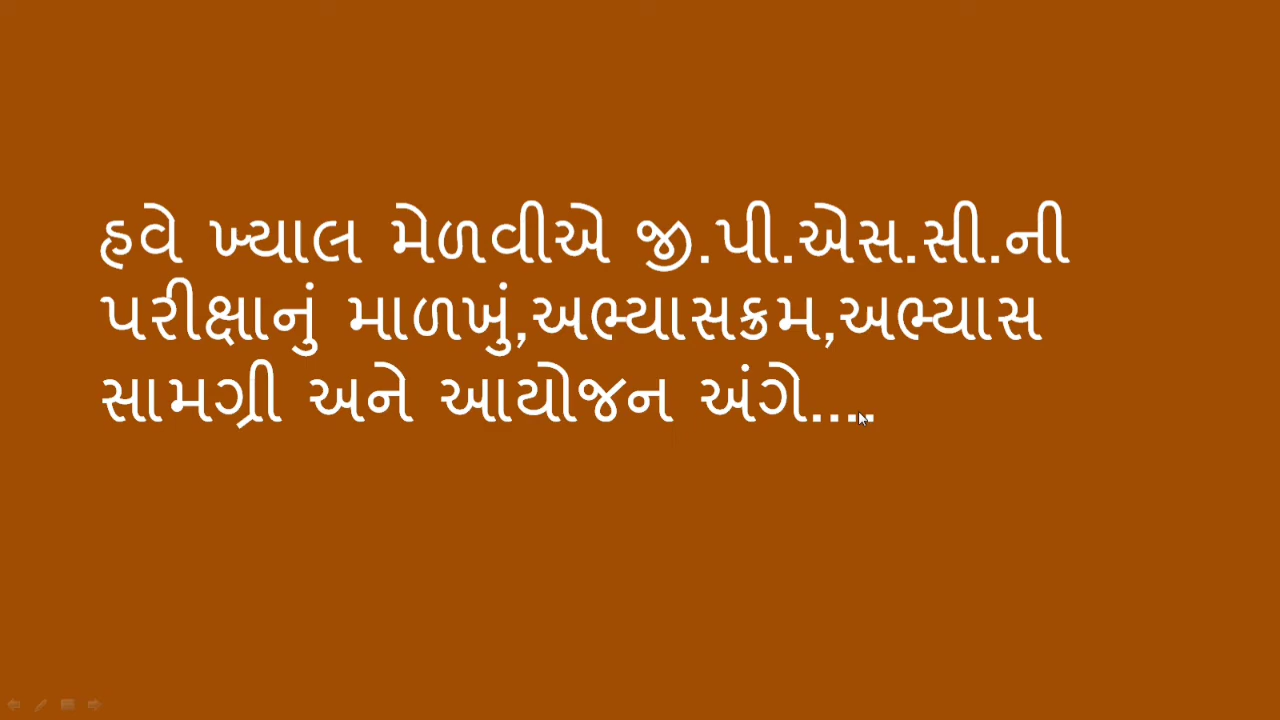 હવે ખ્યાલ મેળવીએ જી.પી.એસ.સી.ની
પરીક્ષાનું માળખું,અભ્યાસક્રમ,અભ્યાસ
સામગ્રી અને આયોજન અંગે....